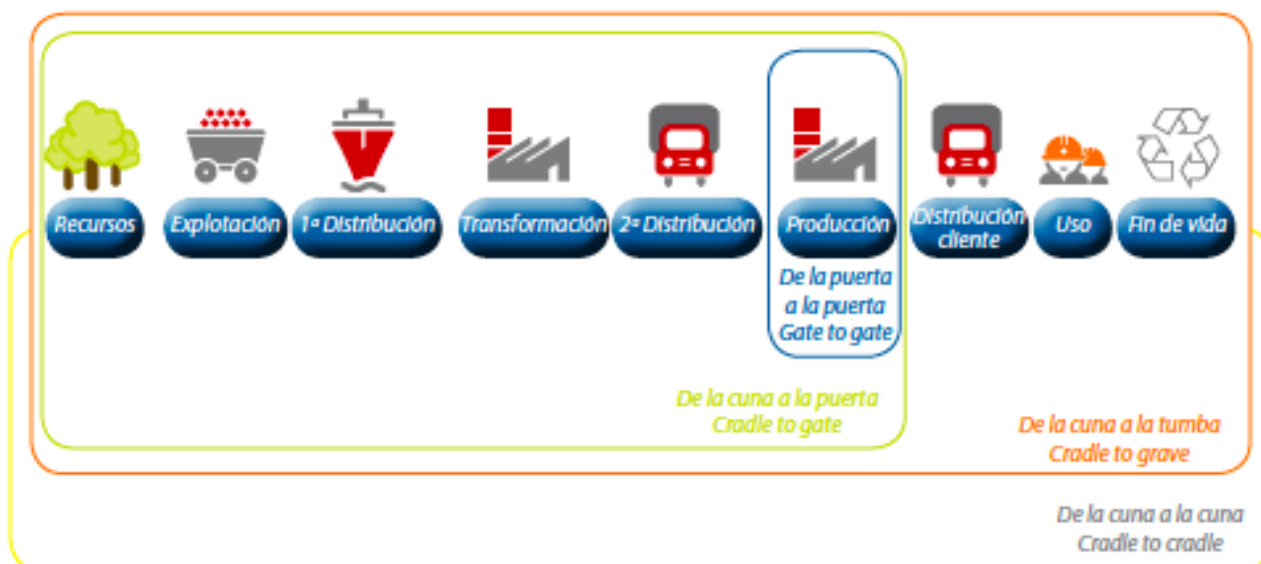 Recursos
Explotación
1ª Distribución
Transformación
2ª Distribución
Producción
Distribución
cliente
Uso
Fin de vida
De la puerta
a la puerta
Gate to gate
De la cuna a la puerta
Cradle to gate
De la cuna a la tumba
Cradle to grave
De la cuna a la cuna
Cradle to cradle